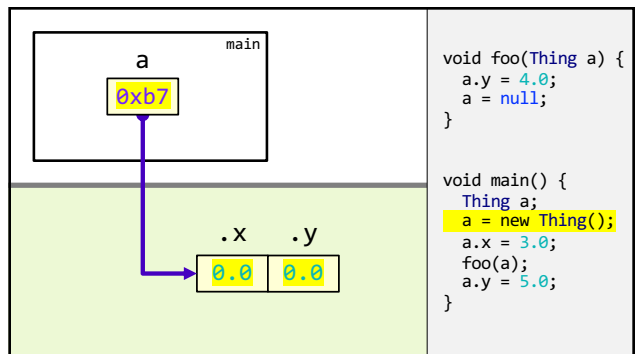 main
a
0xb7
.x .y
0.0 0.0
void foo(Thing a) {
a.y = 4.0;
a = null;
}
void main() {
Thing a;
a = new Thing();
a.x = 3.0;
foo(a);
a.y = 5.0;
}